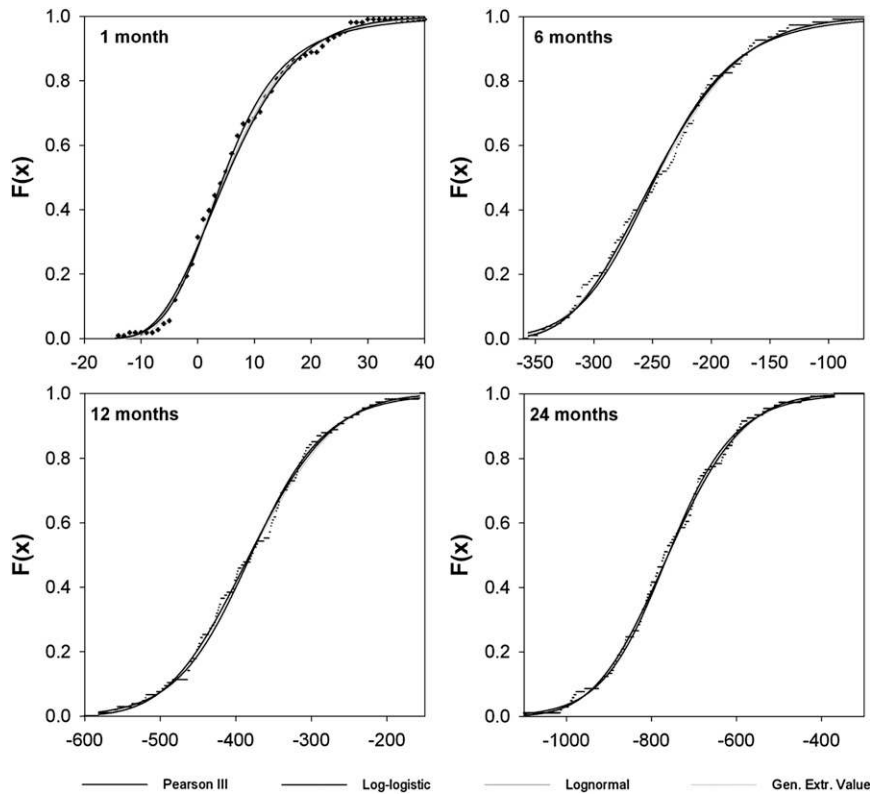 1 month
F(x)
1.0
0.8
0.6
0.4
0.2
0.0
-20 -10 0 10 20 30 40
6 months
F(x)
1.0
0.8
0.6
0.4
0.2
0.0
-350 -300 -250 -200 -150 -100
12 months
F(x)
1.0
0.8
0.6
0.4
0.2
0.0
-600 -500 -400 -300 -200
24 months
F(x)
1.0
0.8
0.6
0.4
0.2
0.0
-1000 -800 -600 -400
Pearson III Log-logistic Lognormal Gen. Extr. Value